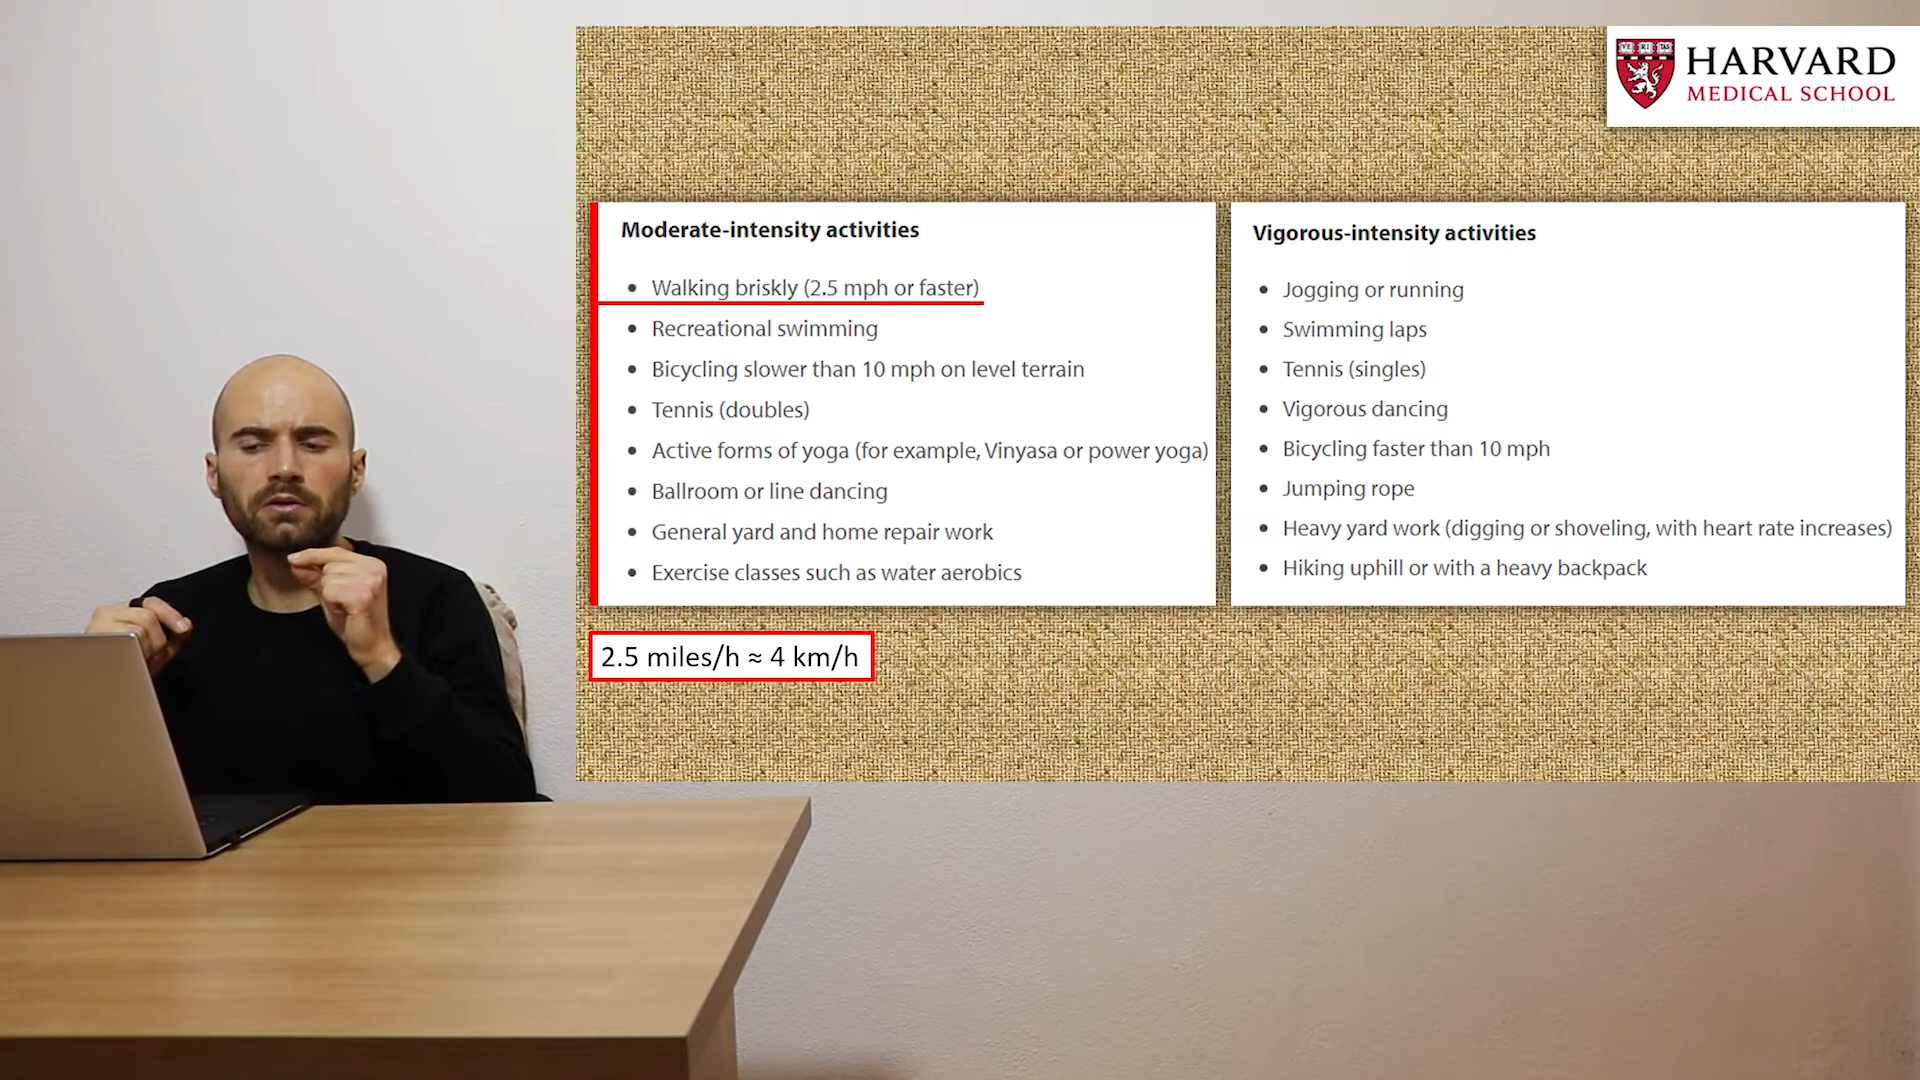 VE RI TAS
HARVARD
MEDICAL SCHOOL
Moderate-intensity activities
• Walking briskly (2.5 mph or faster)
• Recreational swimming
• Bicycling slower than 10 mph on level terrain
• Tennis (doubles)
• Active forms of yoga (for example, Vinyasa or power yoga)
• Ballroom or line dancing
• General yard and home repair work
• Exercise classes such as water aerobics
Vigorous-intensity activities
• Jogging or running
• Swimming laps
• Tennis (singles)
• Vigorous dancing
• Bicycling faster than 10 mph
• Jumping rope
• Heavy yard work (digging or shoveling, with heart rate increases)
• Hiking uphill or with a heavy backpack
2.5 miles/h ≈ 4 km/h